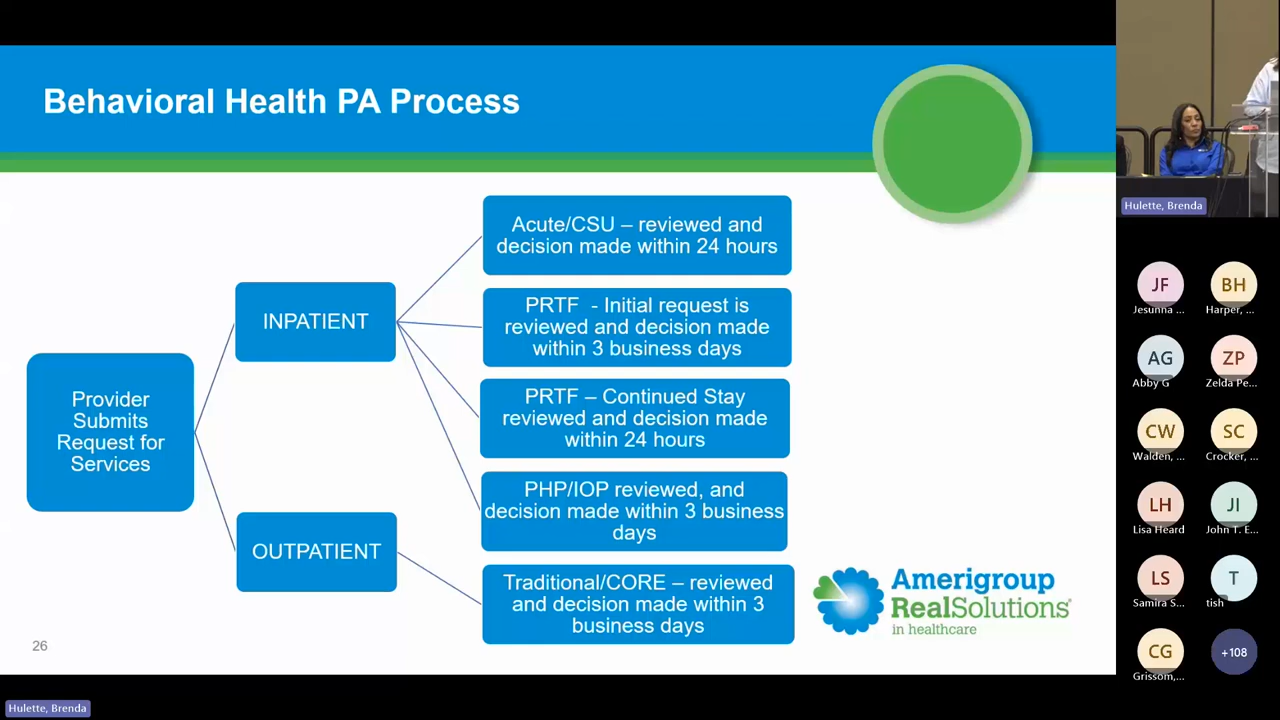 Behavioral Health PA Process
Acute/CSU – reviewed and
decision made within 24 hours
INPATIENT
PRTF - Initial request is
reviewed and decision made
within 3 business days
Provider
Submits
Request for
Services
PRTF – Continued Stay
reviewed and decision made
within 24 hours
PHP/IOP reviewed, and
decision made within 3 business
days
OUTPATIENT
Traditional/CORE – reviewed
and decision made within 3
business days
Amerigroup
RealSolutions®
in healthcare
26
Hulette, Brenda
Hulette, Brenda
JF
BH
Jesunna ...
Harper, ...
AG
ZP
Abby G
Zelda Pe...
CW
SC
Walden, ...
Crocker, ...
LH
JI
Lisa Heard
John T. E...
LS
T
Samira S...
tish
CG
+108
Grissom,...